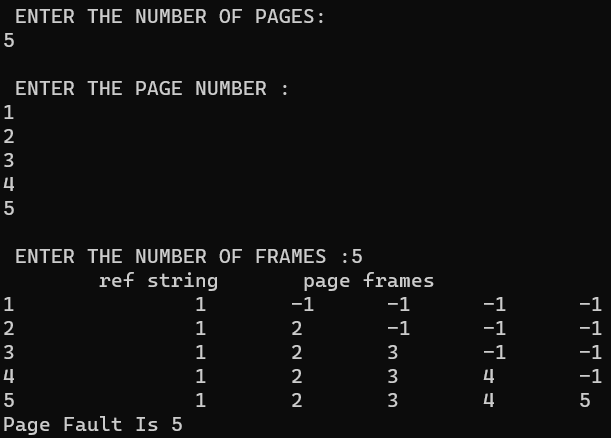 ENTER THE NUMBER OF PAGES:
5
ENTER THE PAGE NUMBER :
1
2
3
4
5
ENTER THE NUMBER OF FRAMES :5
ref string page frames
1 1 -1 -1 -1 -1
2 1 2 -1 -1 -1
3 1 2 3 -1 -1
4 1 2 3 4 -1
5 1 2 3 4 5
Page Fault Is 5